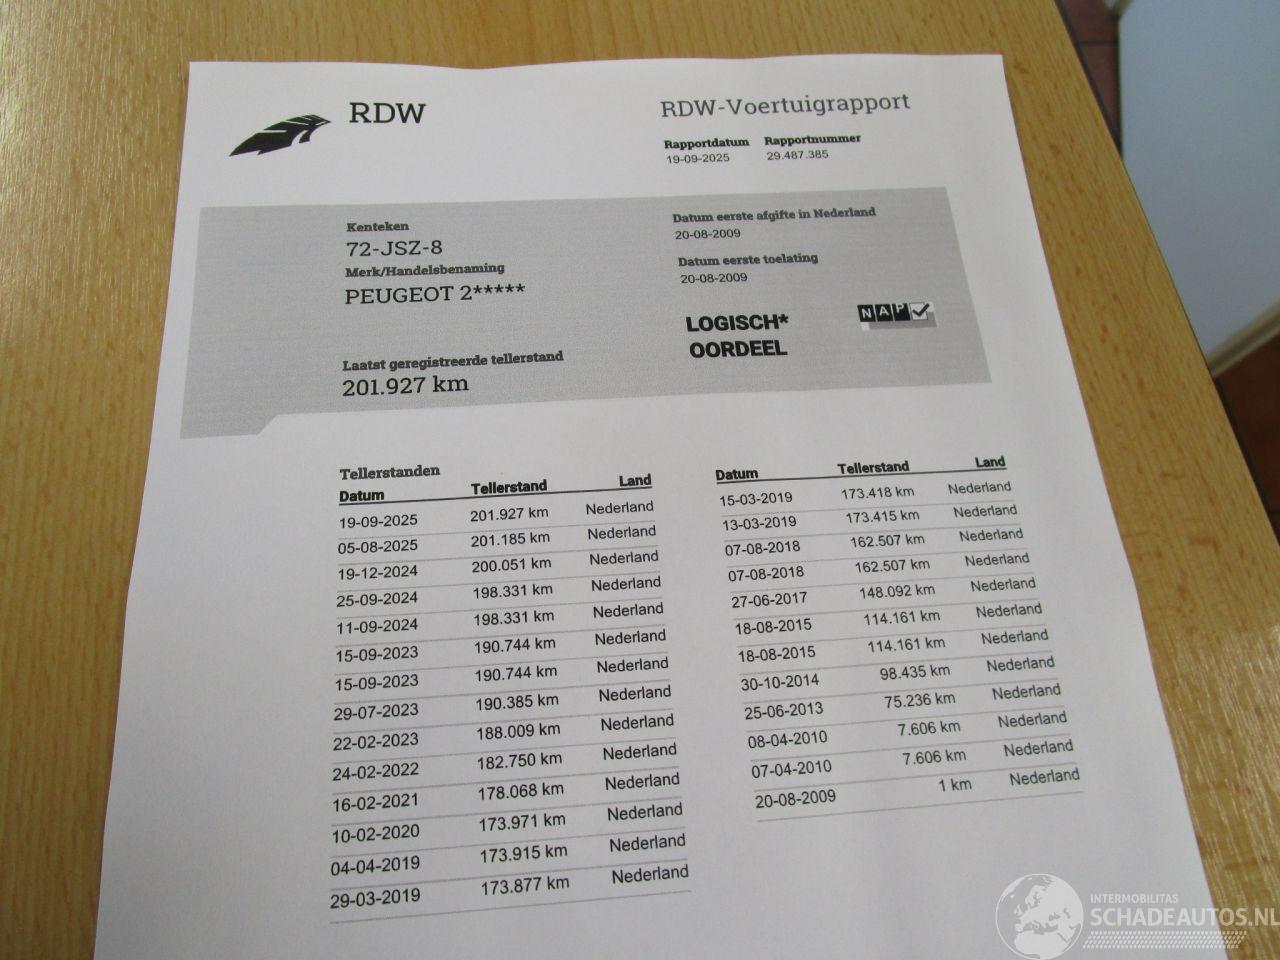 RDW
RDW-Voertuigrapport
Rapportdatum Rapportnummer
19-09-2025 29.487.385
Kenteken
72-JSZ-8
Merk/Handelsbenaming
PEUGEOT 2*****
Laatst geregistreerde tellerstand
201.927 km
Datum eerste afgifte in Nederland
20-08-2009
Datum eerste toelating
20-08-2009
LOGISCH*
OORDEEL
NAP
Tellerstanden
Datum Tellerstand Land
19-09-2025 201.927 km Nederland
05-08-2025 201.185 km Nederland
19-12-2024 200.051 km Nederland
25-09-2024 198.331 km Nederland
11-09-2024 198.331 km Nederland
15-09-2023 190.744 km Nederland
15-09-2023 190.744 km Nederland
29-07-2023 190.385 km Nederland
22-02-2023 188.009 km Nederland
24-02-2022 182.750 km Nederland
16-02-2021 178.068 km Nederland
10-02-2020 173.971 km Nederland
04-04-2019 173.915 km Nederland
29-03-2019 173.877 km Nederland
Datum Tellerstand Land
15-03-2019 173.418 km Nederland
13-03-2019 173.415 km Nederland
07-08-2018 162.507 km Nederland
07-08-2018 162.507 km Nederland
27-06-2017 148.092 km Nederland
18-08-2015 114.161 km Nederland
18-08-2015 114.161 km Nederland
30-10-2014 98.435 km Nederland
25-06-2013 75.236 km Nederland
08-04-2010 7.606 km Nederland
07-04-2010 7.606 km Nederland
20-08-2009 1 km Nederland
INTERMOBILITAS
SCHADEAUTOS.NL